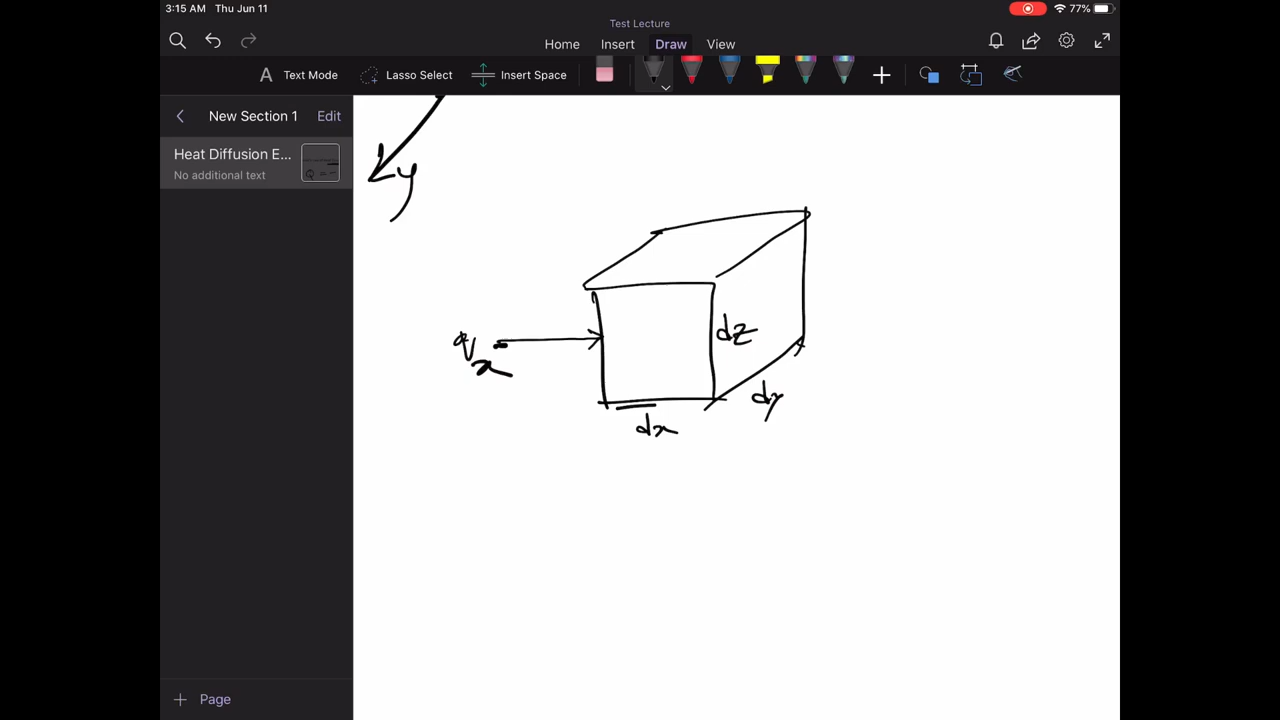 3:15 AM Thu Jun 11
77%
Test Lecture
Home Insert Draw View
Text Mode Lasso Select Insert Space
New Section 1 Edit
Heat Diffusion E...
No additional text
y
qx
dz
dy
dx
Page